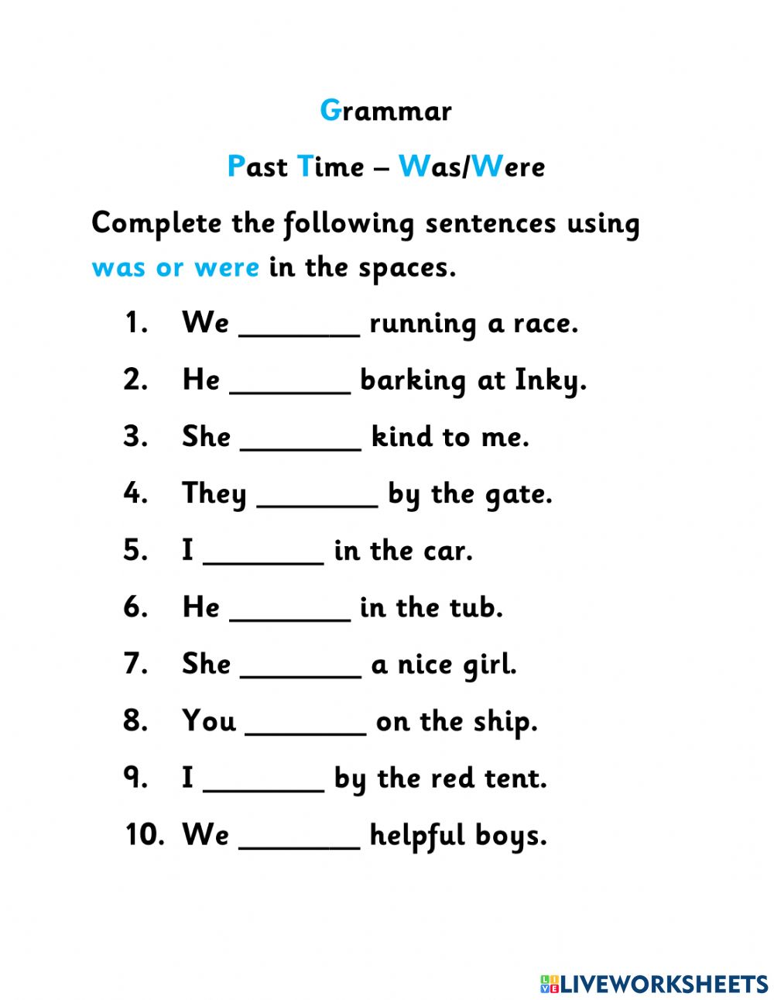 Grammar
Past Time – Was/Were
Complete the following sentences using
was or were in the spaces.
1. We ________ running a race.
2. He ________ barking at Inky.
3. She ________ kind to me.
4. They ________ by the gate.
5. I ________ in the car.
6. He ________ in the tub.
7. She ________ a nice girl.
8. You ________ on the ship.
9. I ________ by the red tent.
10. We ________ helpful boys.
LIVE LIVEWORKSHEETS